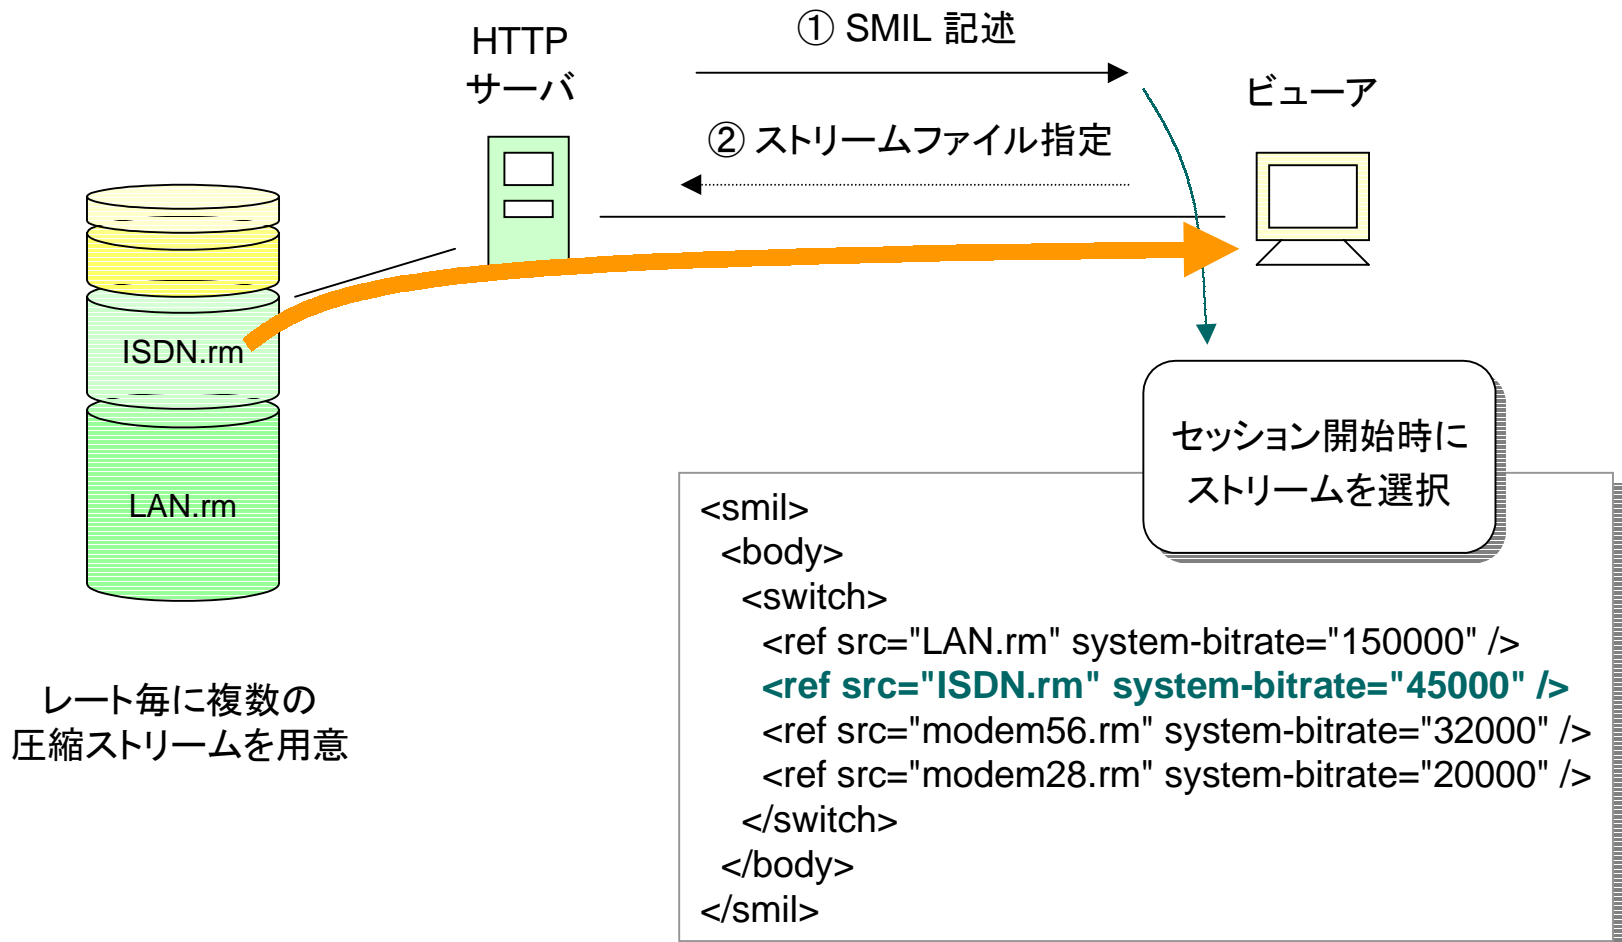 ① SMIL 記述
HTTP
サーバ
ビューア
② ストリームファイル指定
ISDN.rm
LAN.rm
セッション開始時に
ストリームを選択
レート毎に複数の
圧縮ストリームを用意
<smil>
<body>
<switch>
<ref src="LAN.rm" system-bitrate="150000" />
<ref src="ISDN.rm" system-bitrate="45000" />
<ref src="modem56.rm" system-bitrate="32000" />
<ref src="modem28.rm" system-bitrate="20000" />
</switch>
</body>
</smil>